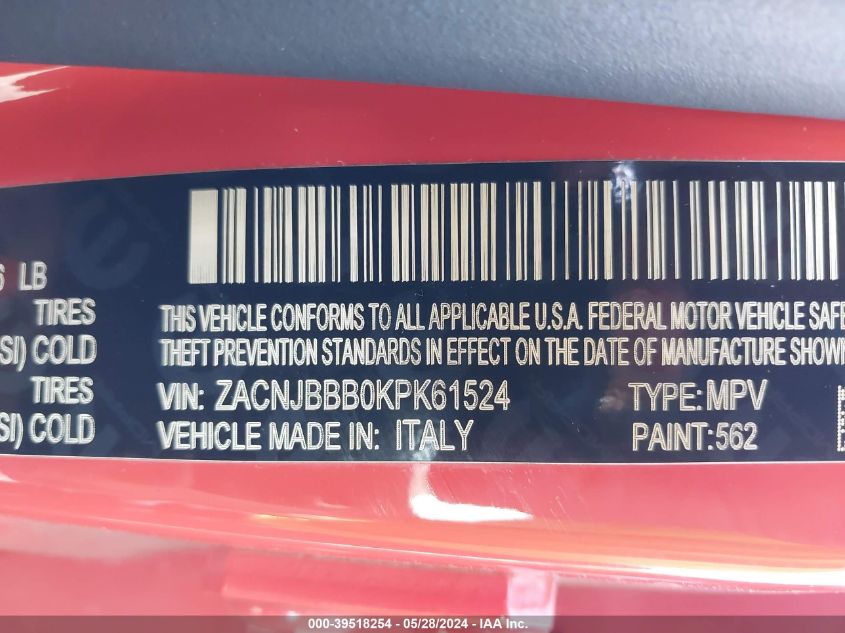 6 LB
TIRES
SI) COLD
TIRES
SI) COLD
THIS VEHICLE CONFORMS TO ALL APPLICABLE U.S.A. FEDERAL MOTOR VEHICLE SAFE
THEFT PREVENTION STANDARDS IN EFFECT ON THE DATE OF MANUFACTURE SHOWN
VIN: ZACNJBBB0KPK61524 TYPE: MPV
VEHICLE MADE IN: ITALY PAINT: 562
000-39518254 - 05/28/2024 - IAA Inc.